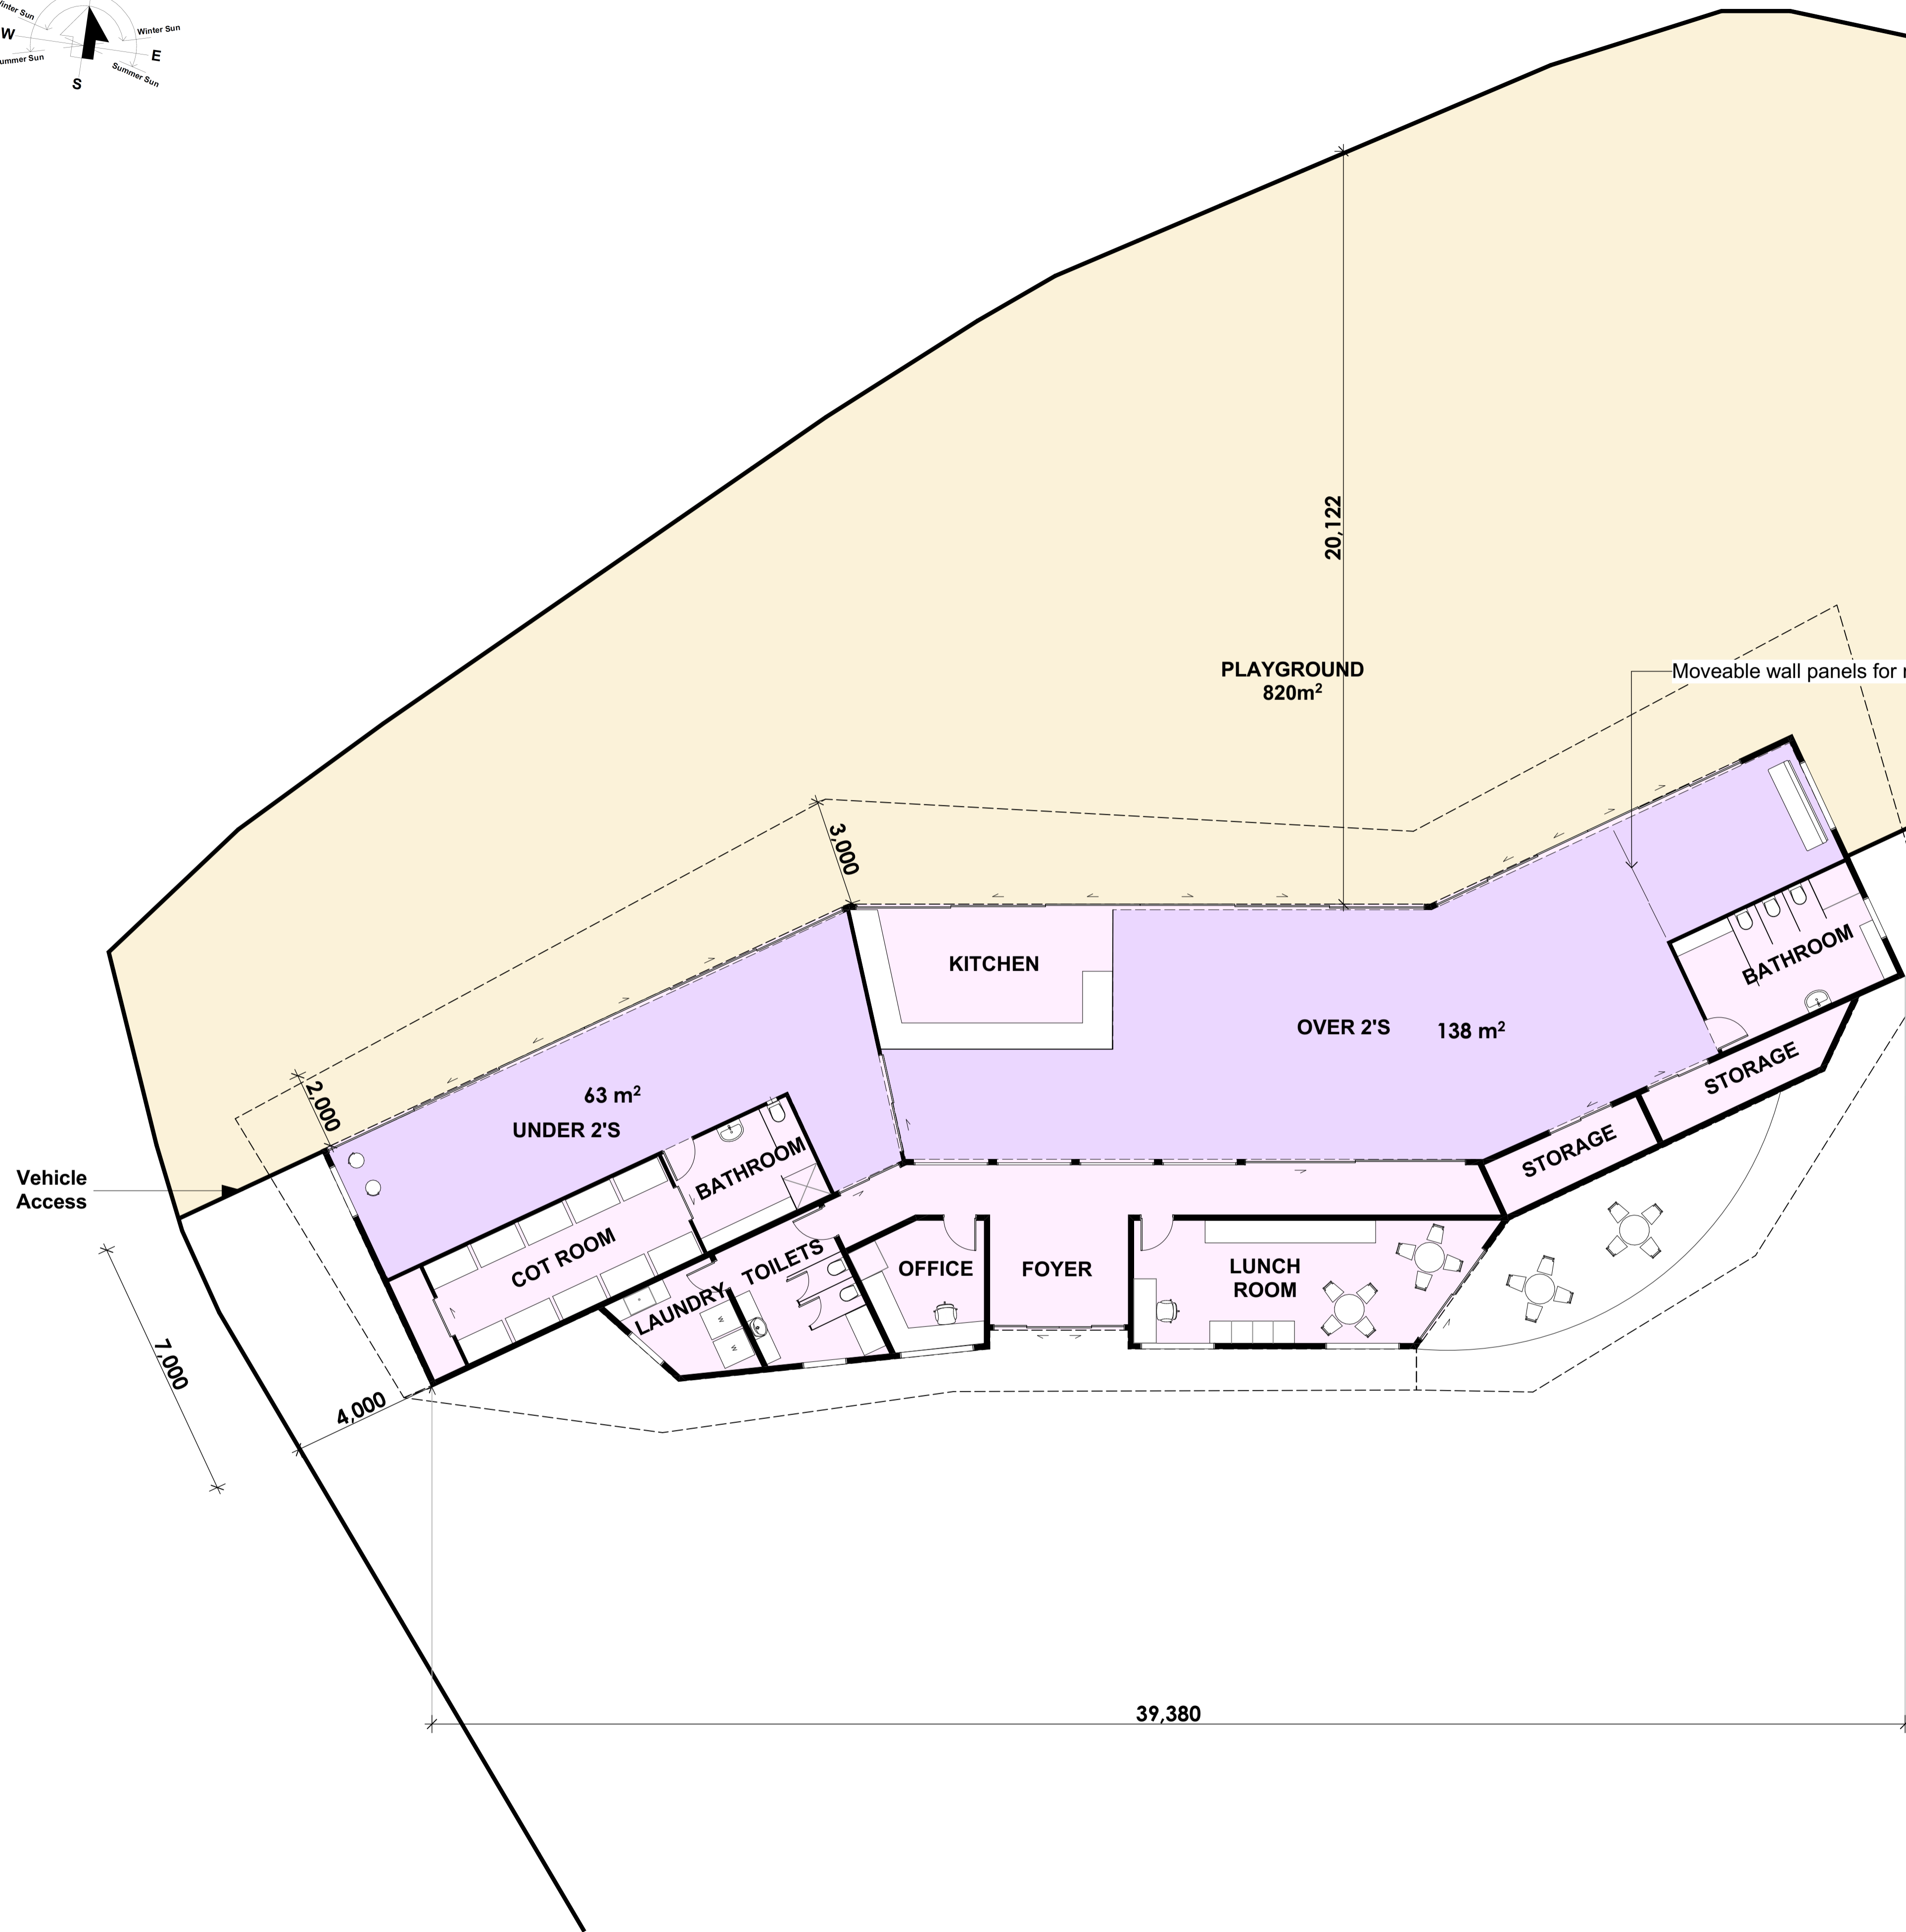 Winter Sun
W
Winter Sun
E
Summer Sun
Summer Sun
S
20,122
PLAYGROUND
820m²
Moveable wall panels for
3,000
KITCHEN
BATHROOM
OVER 2'S
138 m²
STORAGE
63 m²
2,000
UNDER 2'S
STORAGE
BATHROOM
Vehicle
Access
COT ROOM
TOILETS
OFFICE
FOYER
LUNCH
ROOM
LAUNDRY
W
W
7,000
4,000
39,380